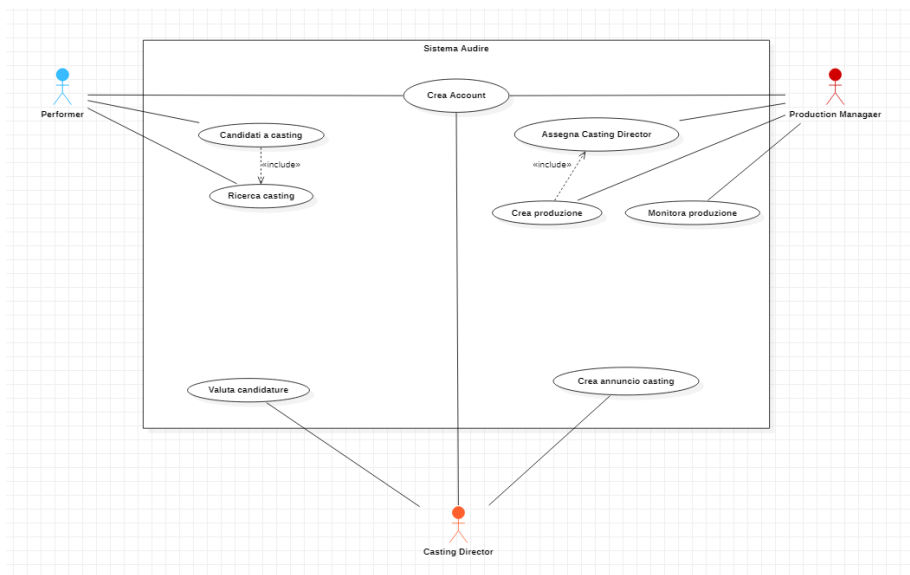 Sistema Audire
Performer
Crea Account
Production Managaer
Candidati a casting
Assegna Casting Director
«include»
«include»
Ricerca casting
Crea produzione
Monitora produzione
Valuta candidature
Crea annuncio casting
Casting Director